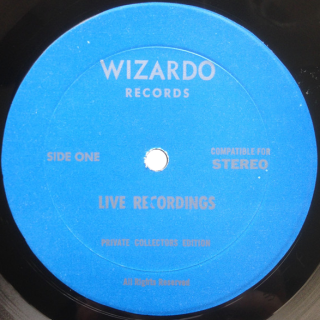 WIZARDO
RECORDS
SIDE ONE
COMPATIBLE FOR
STEREO
LIVE RECORDINGS
PRIVATE COLLECTORS EDITION
All Rights Reserved